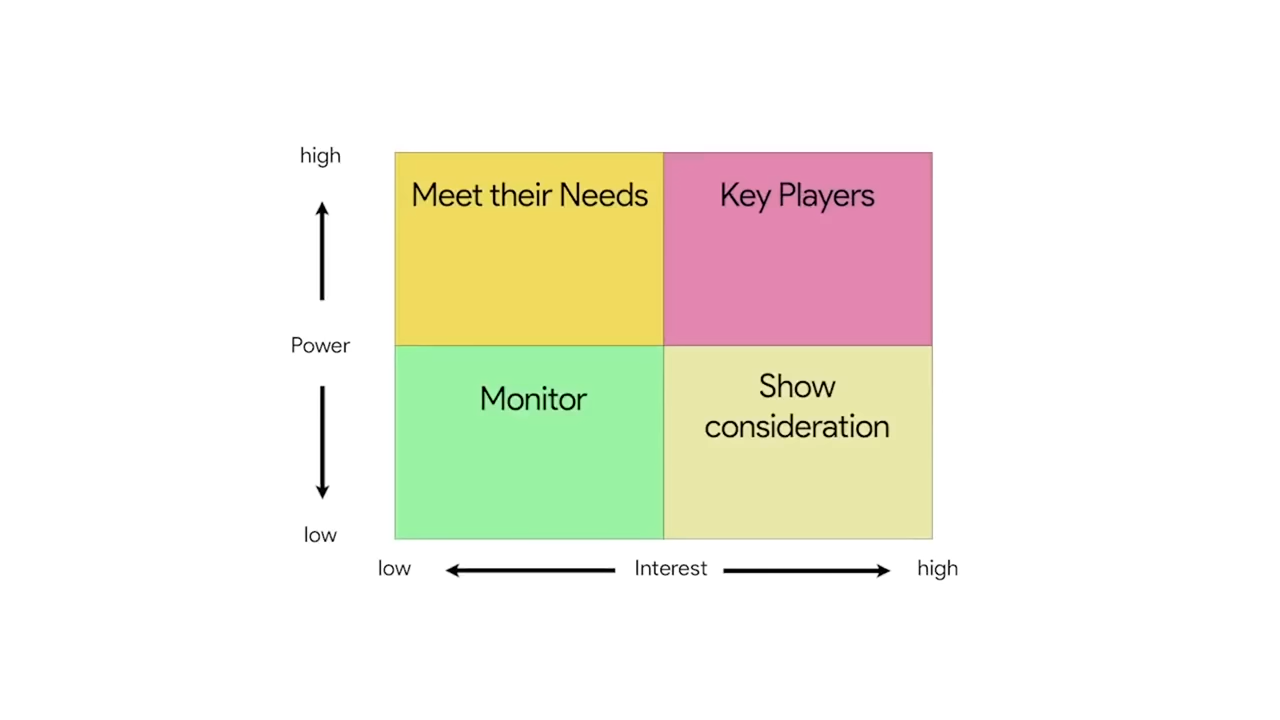 high
Meet their Needs
Key Players
Power
Monitor
Show
consideration
low
low
Interest
high